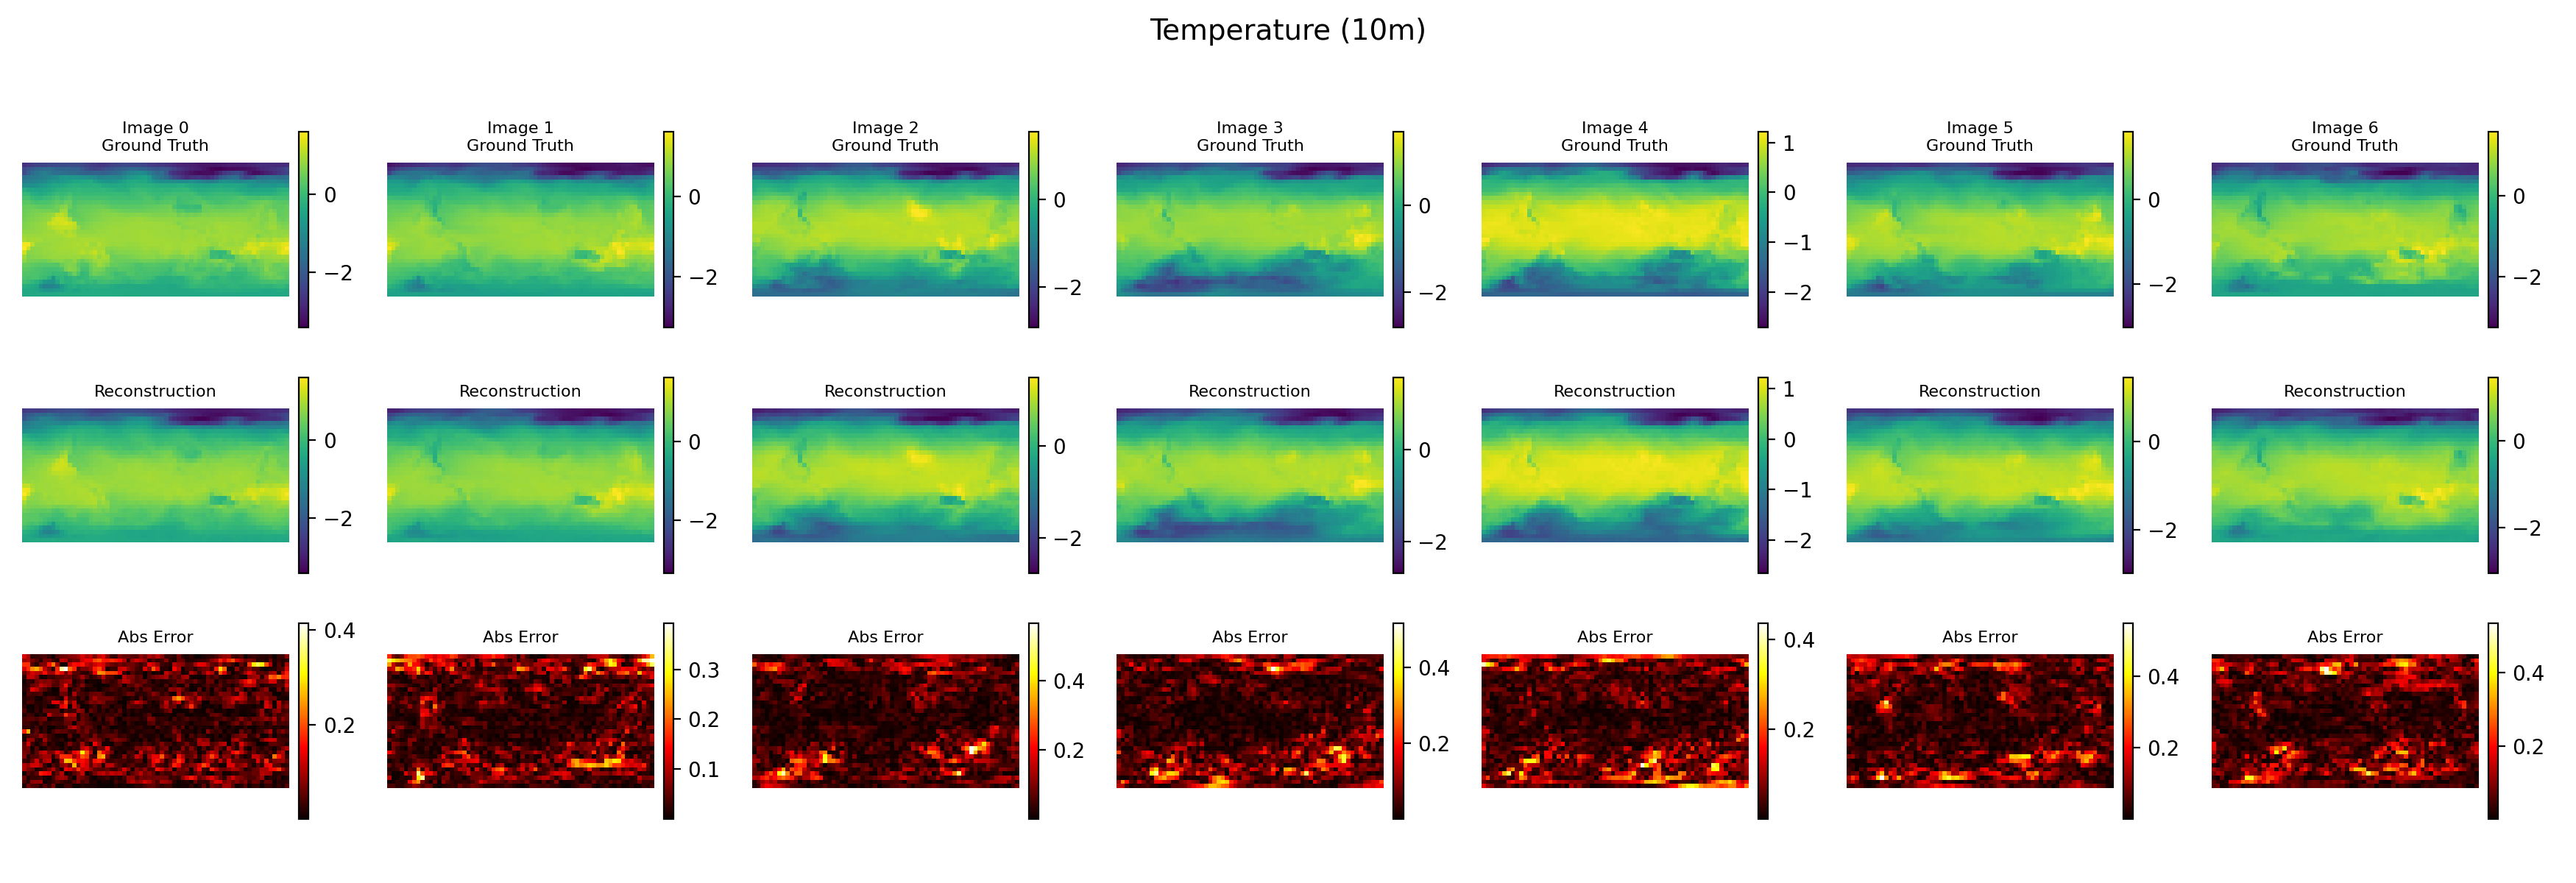 Temperature (10m)
Image 0
Ground Truth
0
−2
Image 1
Ground Truth
0
−2
Image 2
Ground Truth
0
−2
Image 3
Ground Truth
0
−2
Image 4
Ground Truth
1
0
−1
−2
Image 5
Ground Truth
0
−2
Image 6
Ground Truth
0
−2
Reconstruction
0
−2
Reconstruction
0
−2
Reconstruction
0
−2
Reconstruction
0
−2
Reconstruction
1
0
−1
−2
Reconstruction
0
−2
Reconstruction
0
−2
Abs Error
0.4
0.2
Abs Error
0.3
0.2
0.1
Abs Error
0.4
0.2
Abs Error
0.4
0.2
Abs Error
0.4
0.2
Abs Error
0.4
0.2
Abs Error
0.4
0.2